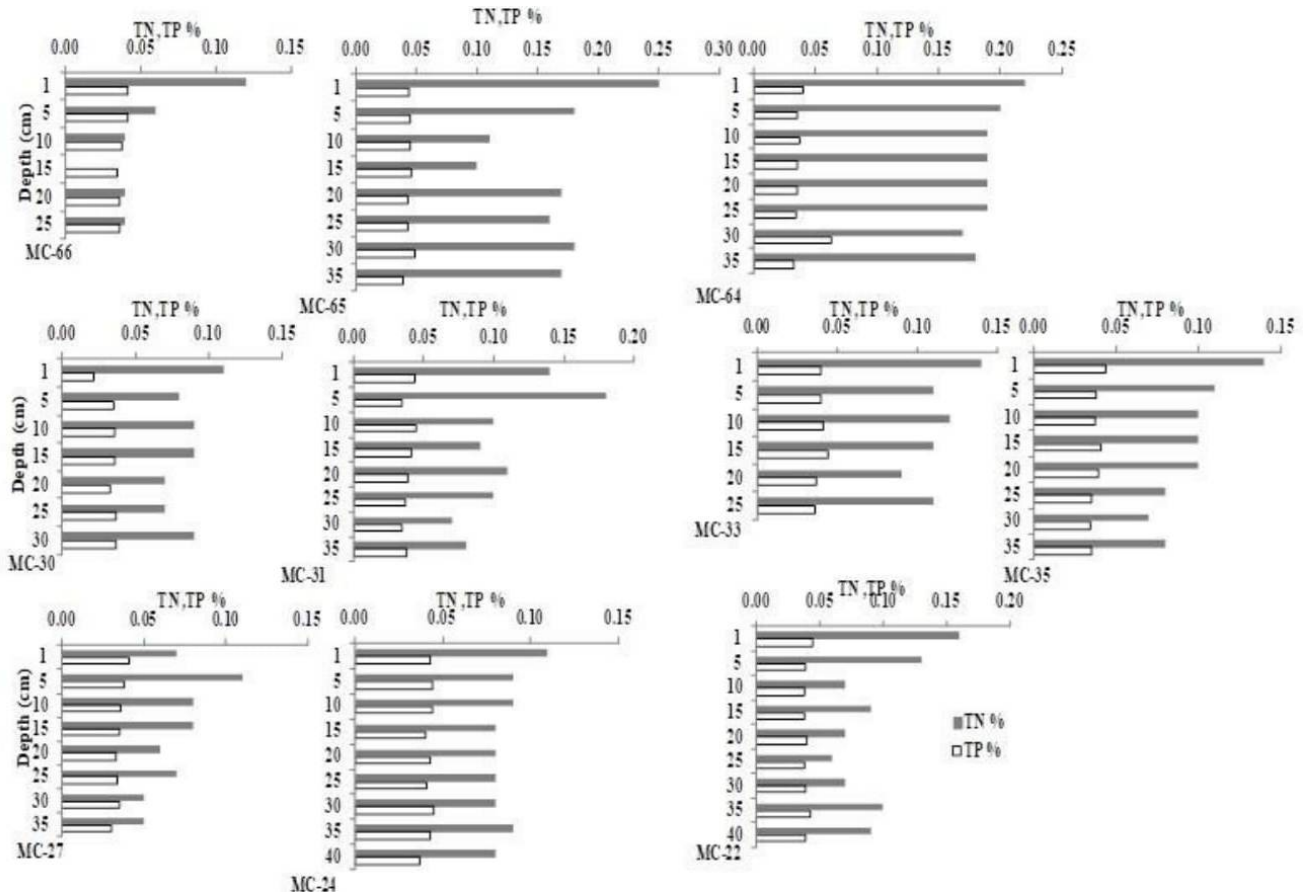 TN,TP %
0.00 0.05 0.10 0.15
Depth (cm)
1
5
10
15
20
25
MC-66
TN,TP %
0.00 0.05 0.10 0.15 0.20 0.25 0.30
1
5
10
15
20
25
30
35
MC-65
TN,TP %
0.00 0.05 0.10 0.15 0.20 0.25
1
5
10
15
20
25
30
35
MC-64
TN,TP %
0.00 0.05 0.10 0.15
Depth (cm)
1
5
10
15
20
25
30
MC-30
TN,TP %
0.00 0.05 0.10 0.15 0.20
1
5
10
15
20
25
30
35
MC-31
TN,TP %
0.00 0.05 0.10 0.15
1
5
10
15
20
25
MC-33
TN,TP %
0.00 0.05 0.10 0.15
1
5
10
15
20
25
30
35
MC-35
TN,TP %
0.00 0.05 0.10 0.15
Depth (cm)
1
5
10
15
20
25
30
35
MC-27
TN,TP %
0.00 0.05 0.10 0.15
1
5
10
15
20
25
30
35
40
MC-24
TN,TP %
0.00 0.05 0.10 0.15 0.20
1
5
10
15
20
25
30
35
40
MC-22
TN %
TP %